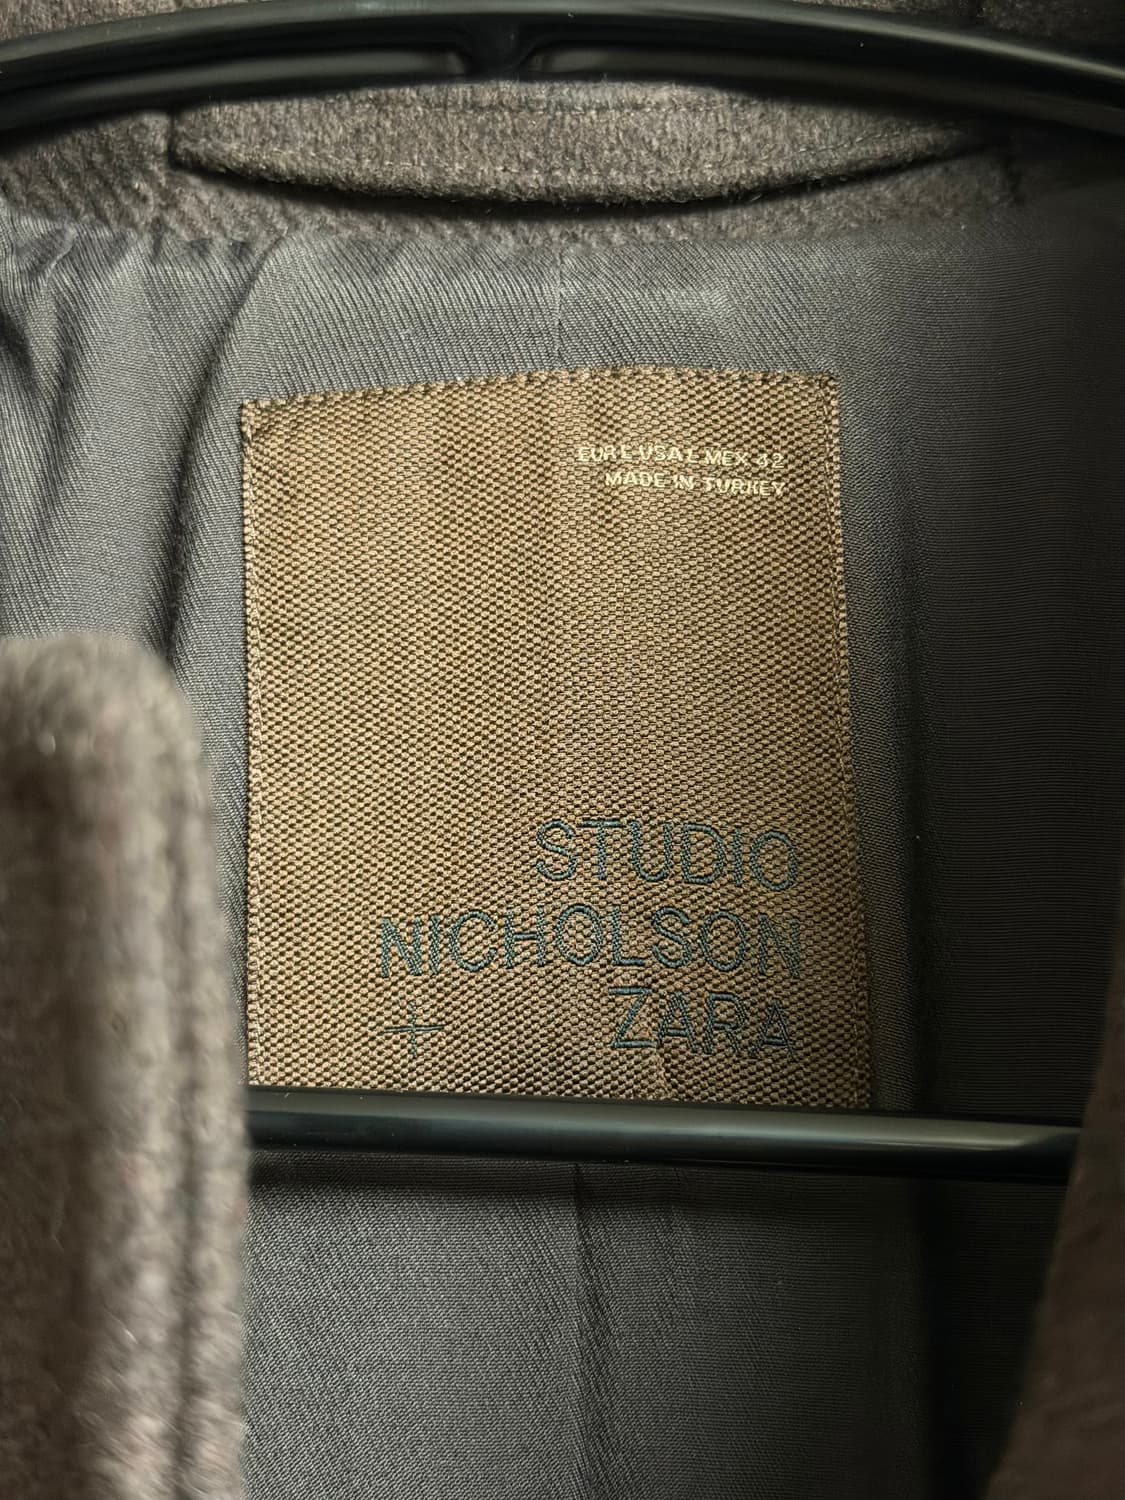 EUR L USA L MEX 42
MADE IN TURKEY
STUDIO
NICHOLSON
+ ZARA